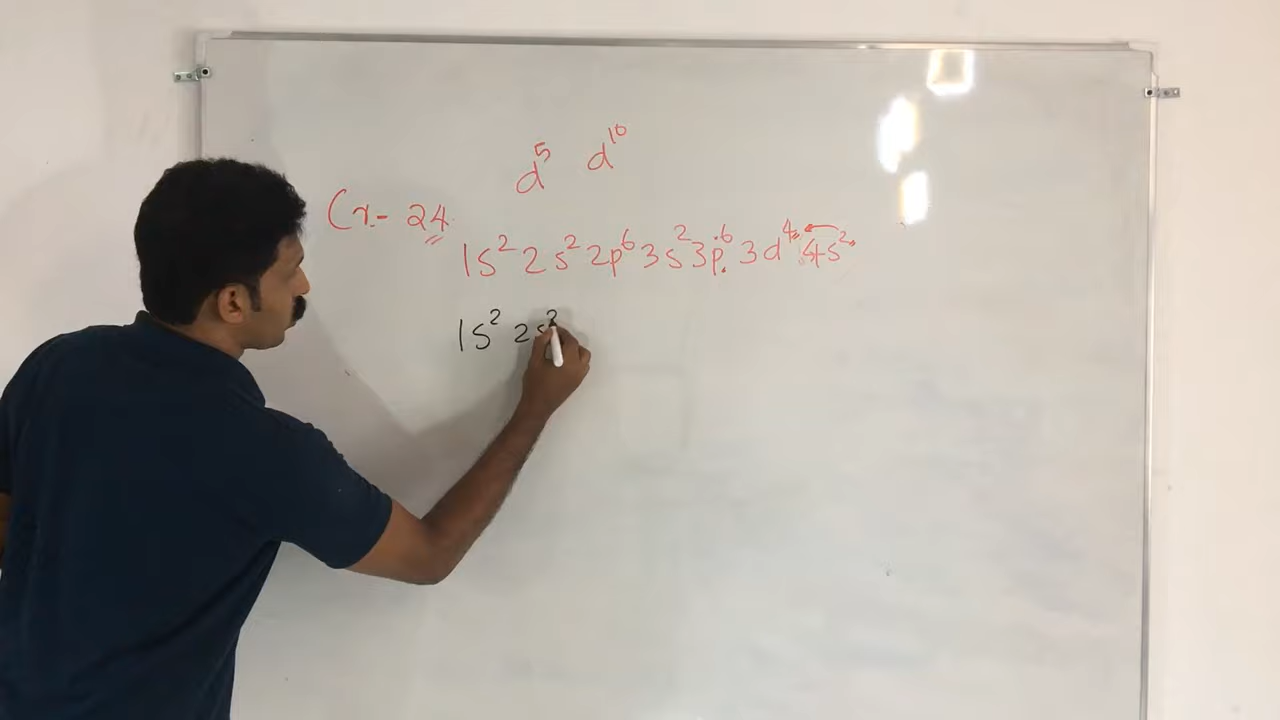 d⁵ d¹⁰
Cr - 24
1s² 2s² 2p⁶ 3s² 3p⁶ 3d⁴ 4s²
1s² 2s²